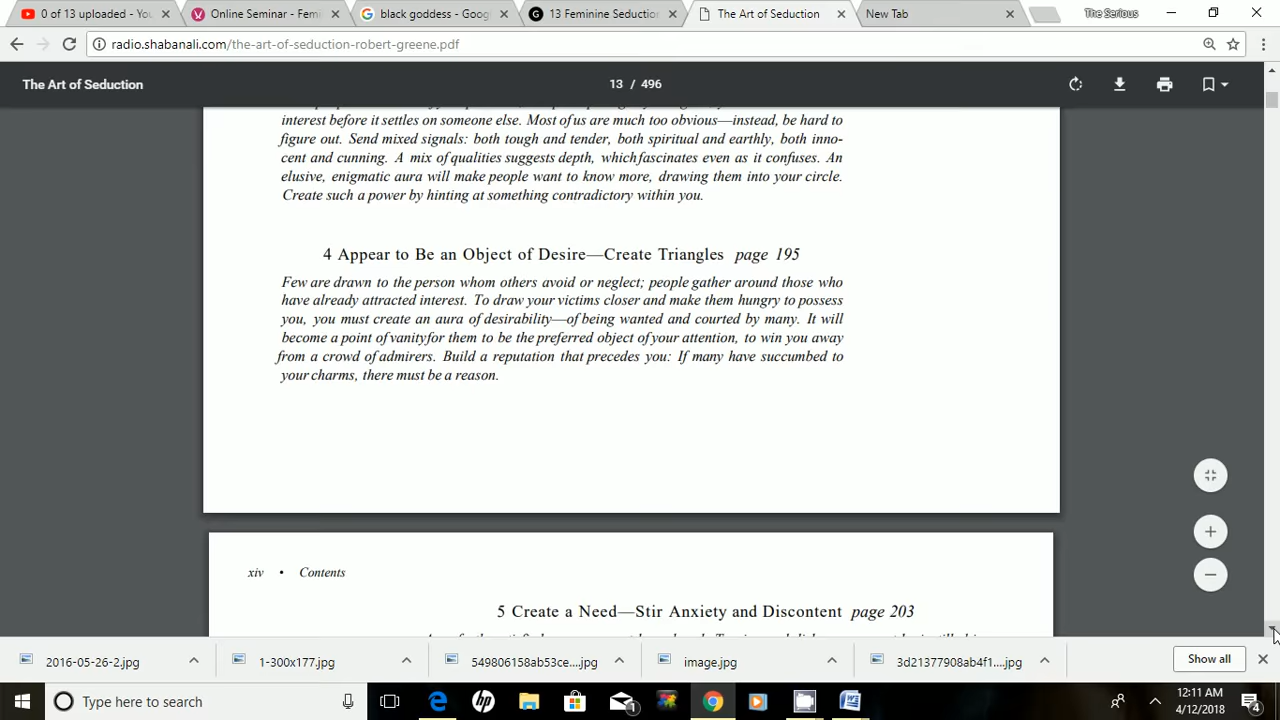 0 of 13 uploaded - You
Online Seminar - Femi
black goddess - Goog
13 Feminine Seduction
The Art of Seduction
New Tab
The Serious
radio.shabanali.com/the-art-of-seduction-robert-greene.pdf
The Art of Seduction
13 / 496
interest before it settles on someone else. Most of us are much too obvious—instead, be hard to
figure out. Send mixed signals: both tough and tender, both spiritual and earthly, both inno-
cent and cunning. A mix of qualities suggests depth, which fascinates even as it confuses. An
elusive, enigmatic aura will make people want to know more, drawing them into your circle.
Create such a power by hinting at something contradictory within you.
4 Appear to Be an Object of Desire—Create Triangles page 195
Few are drawn to the person whom others avoid or neglect; people gather around those who
have already attracted interest. To draw your victims closer and make them hungry to possess
you, you must create an aura of desirability—of being wanted and courted by many. It will
become a point of vanity for them to be the preferred object of your attention, to win you away
from a crowd of admirers. Build a reputation that precedes you: If many have succumbed to
your charms, there must be a reason.
xiv • Contents
5 Create a Need—Stir Anxiety and Discontent page 203
2016-05-26-2.jpg
1-300x177.jpg
549806158ab53ce....jpg
image.jpg
3d21377908ab4f1....jpg
Show all
Type here to search
12:11 AM
4/12/2018